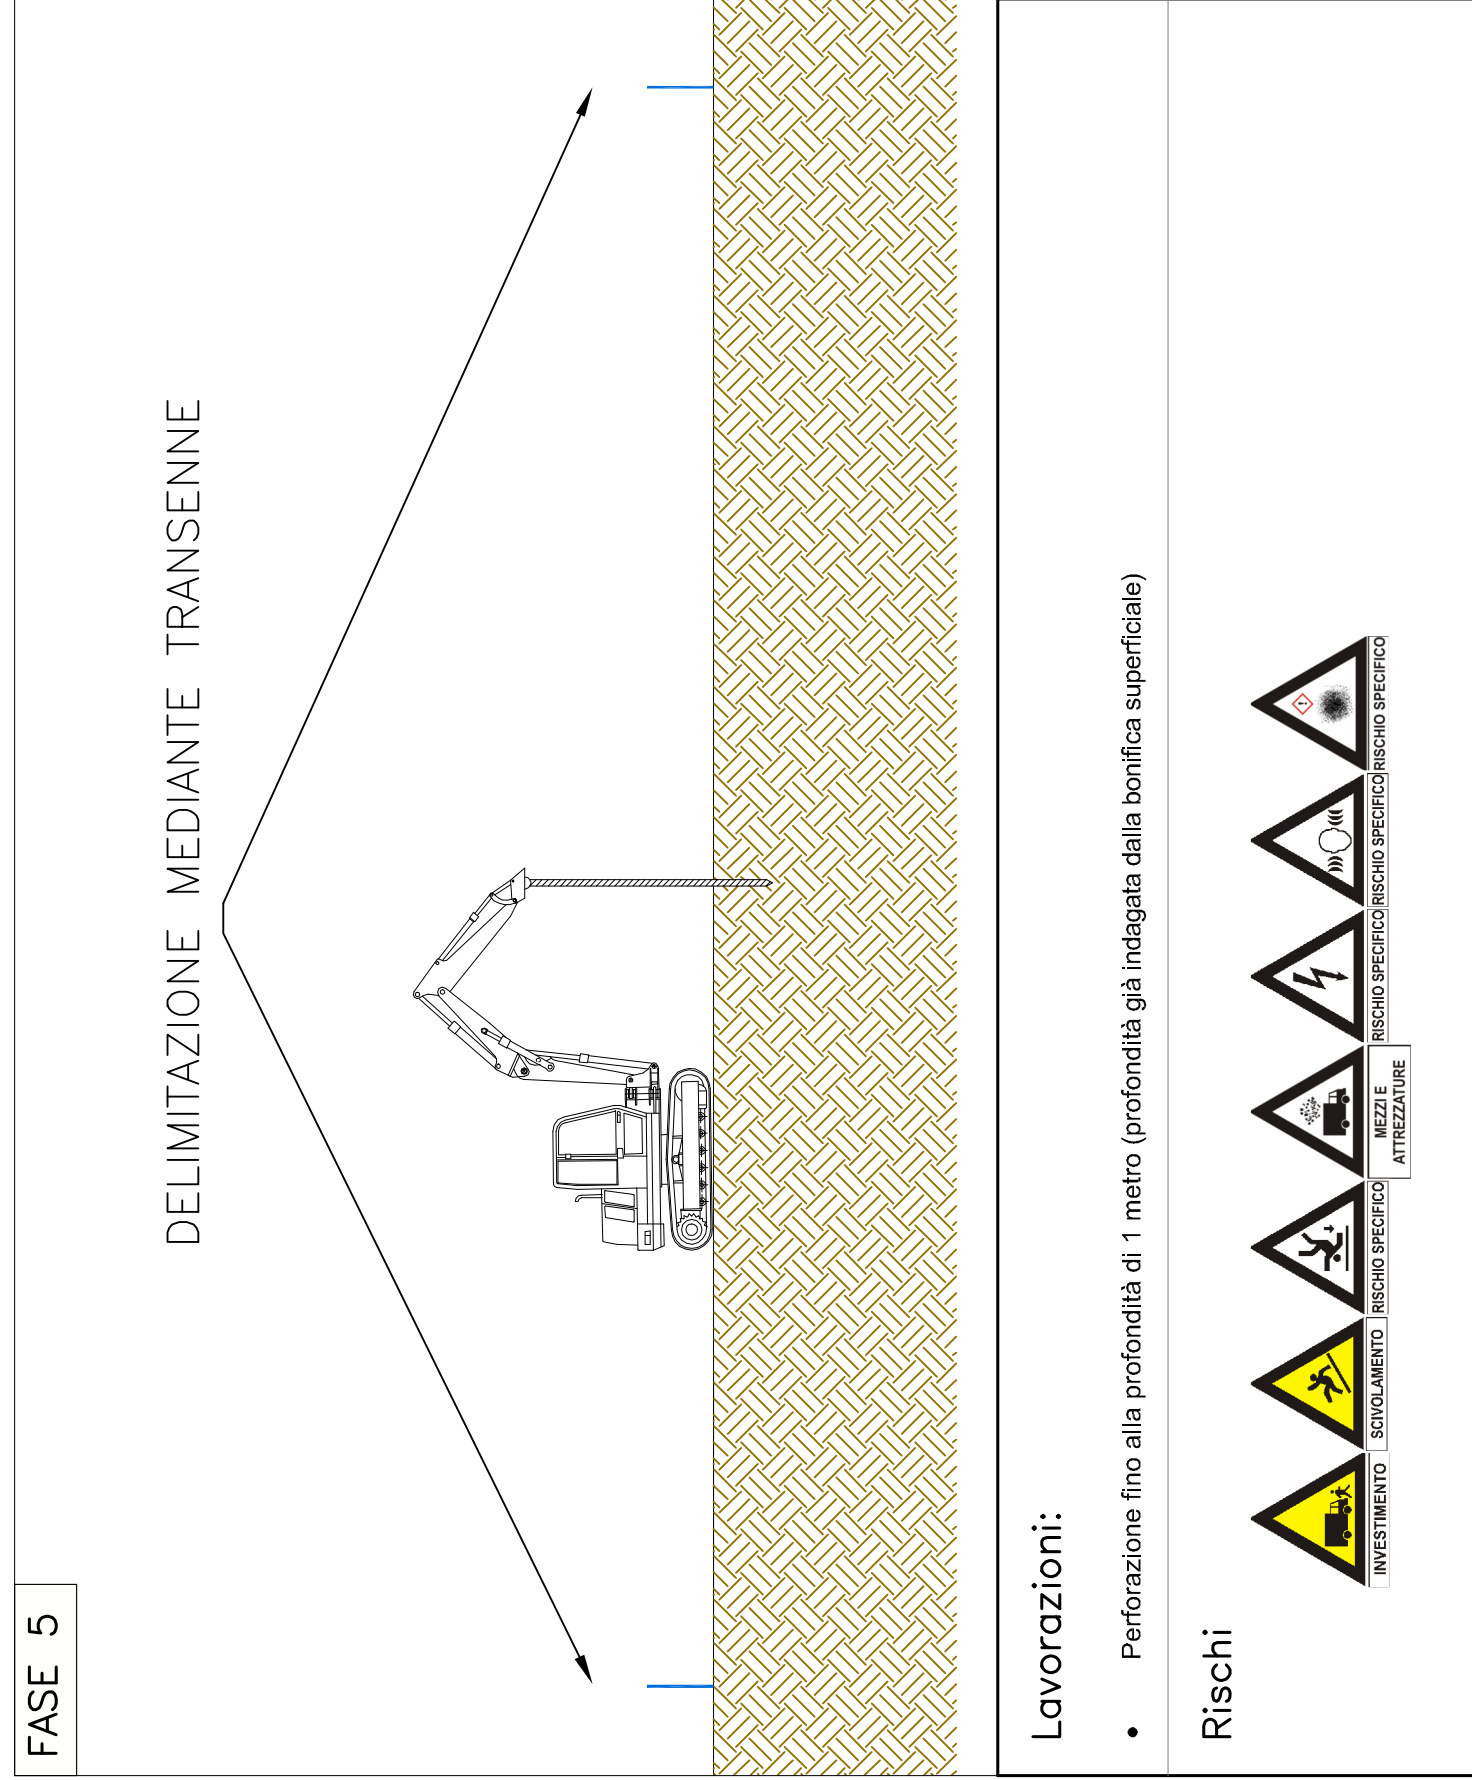 FASE 5
DELIMITAZIONE MEDIANTE TRANSENNE
Lavorazioni:
• Perforazione fino alla profondità di 1 metro (profondità già indagata dalla bonifica superficiale)
Rischi
INVESTIMENTO
SCIVOLAMENTO
RISCHIO SPECIFICO
MEZZI E
ATTREZZATURE
RISCHIO SPECIFICO
RISCHIO SPECIFICO
RISCHIO SPECIFICO